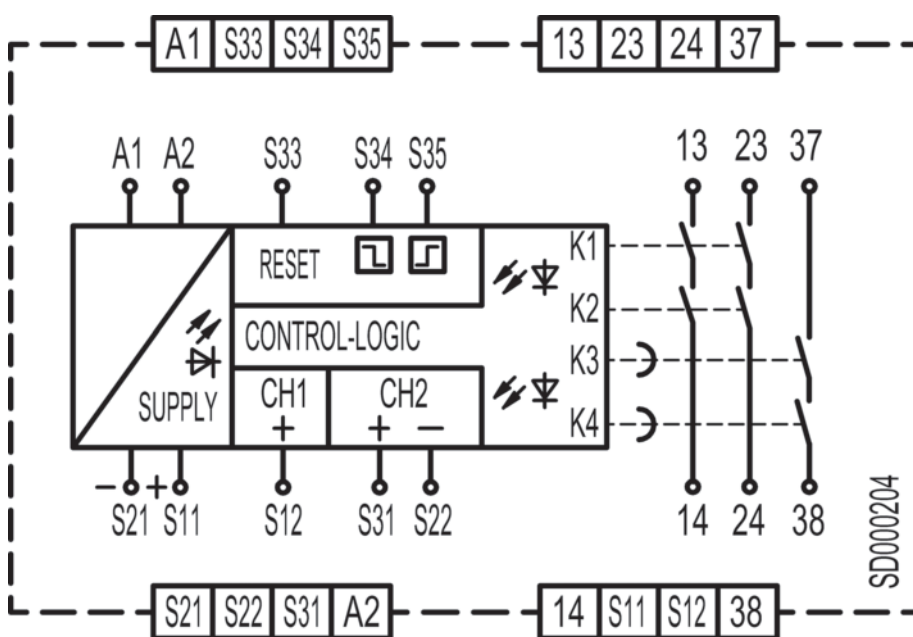 A1 S33 S34 S35 13 23 24 37
A1 A2 S33 S34 S35 13 23 37
RESET K1
K2
CONTROL-LOGIC
K3
SUPPLY CH1 CH2
+ + − K4
− + 
S21 S11 S12 S31 S22 14 24 38
SD000204
S21 S22 S31 A2 14 S11 S12 38